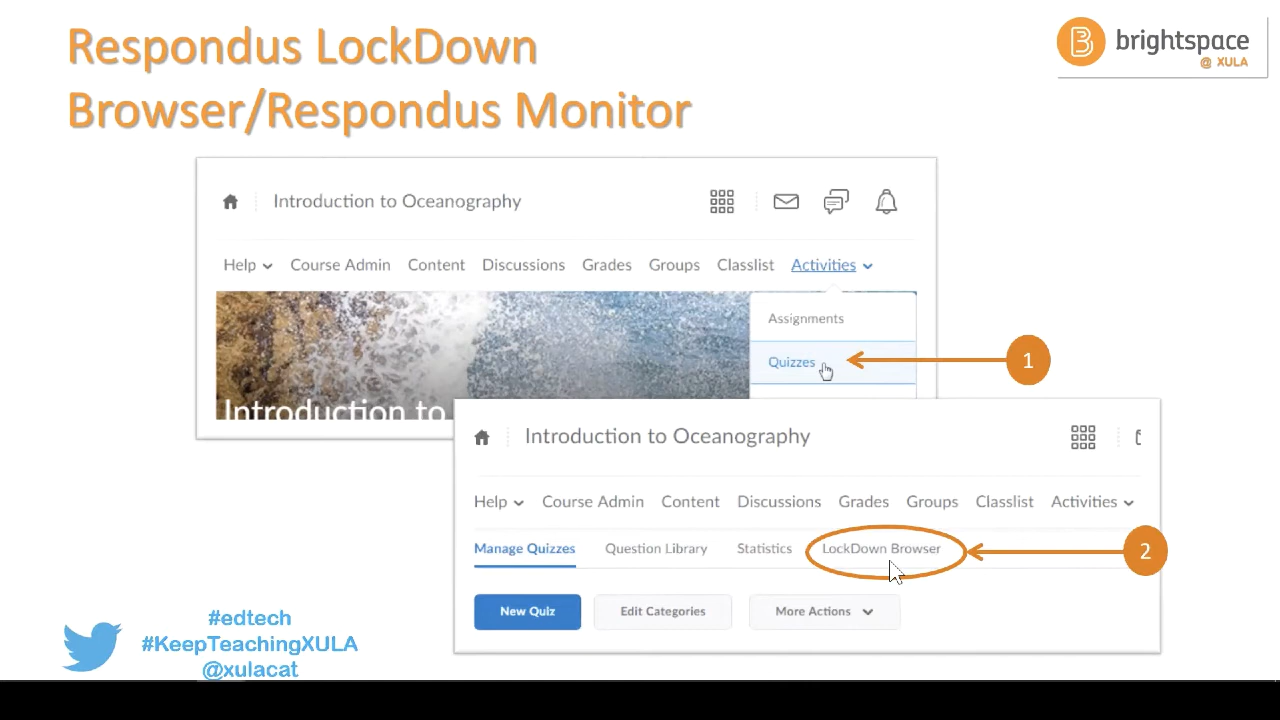 Respondus LockDown
Browser/Respondus Monitor
brightspace
@ XULA
Introduction to Oceanography
Help Course Admin Content Discussions Grades Groups Classlist Activities
Assignments
Quizzes
1
Introduction to
Introduction to Oceanography
Help Course Admin Content Discussions Grades Groups Classlist Activities
Manage Quizzes Question Library Statistics LockDown Browser
2
New Quiz Edit Categories More Actions
#edtech
#KeepTeachingXULA
@xulacat